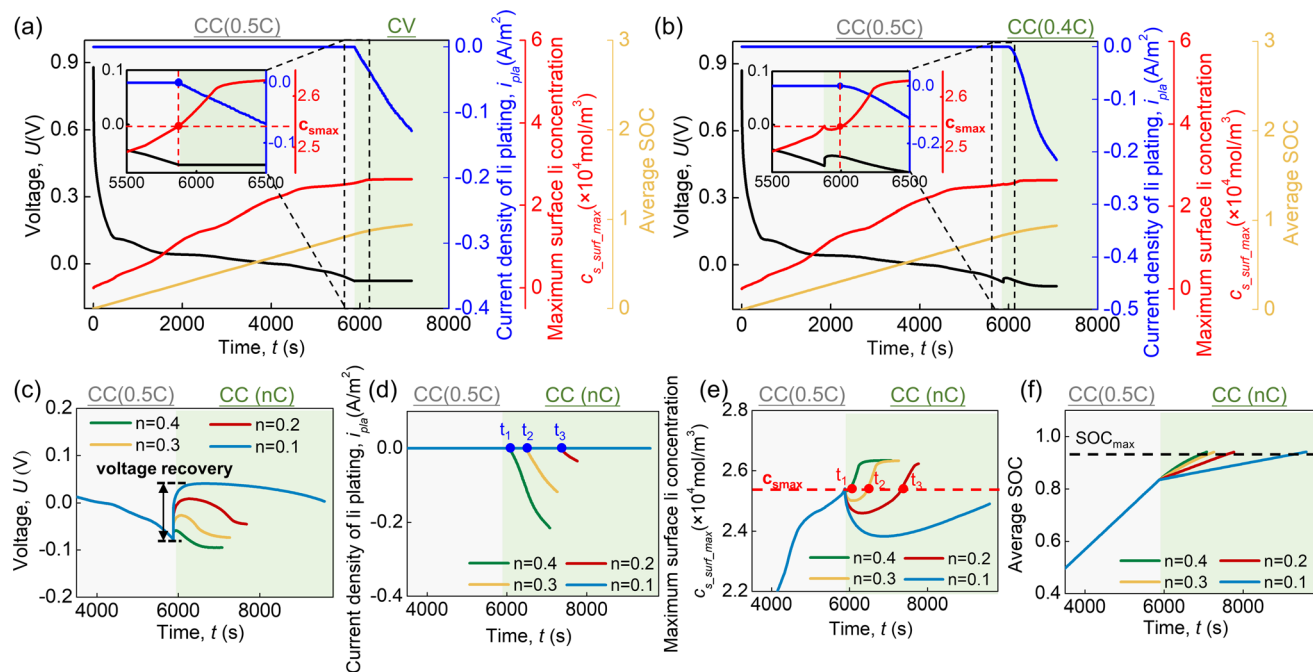 (a)
CC(0.5C)
CV
Voltage, U(V)
0.9
0.6
0.3
0.0
0.1
0.0
0.0
-0.1
2.6
2.5
c_smax
5500
6000
6500
0
2000
4000
6000
8000
Time, t (s)
0.0
-0.1
-0.2
-0.3
-0.4
Current density of li plating, i_pla(A/m²)
6
4
2
0
Maximum surface li concentration
c_s_surf_max(×10⁴mol/m³)
3
2
1
0
Average SOC
(b)
CC(0.5C)
CC(0.4C)
Voltage, U(V)
0.9
0.6
0.3
0.0
0.1
0.0
0.0
-0.1
2.6
2.5
c_smax
5500
6000
6500
0
2000
4000
6000
8000
Time, t (s)
0.0
-0.1
-0.2
-0.3
-0.4
-0.5
Current density of li plating, i_pla(A/m²)
6
4
2
0
Maximum surface li concentration
c_s_surf_max(×10⁴mol/m³)
3
2
1
0
Average SOC
(c)
CC(0.5C)
CC (nC)
Voltage, U (V)
0.2
0.1
0.0
-0.1
-0.2
n=0.4
n=0.2
n=0.3
n=0.1
voltage recovery
4000
6000
8000
Time, t (s)
(d)
CC(0.5C)
CC (nC)
Current density of li plating, i_pla(A/m²)
0.0
-0.2
-0.4
t₁
t₂
t₃
n=0.4
n=0.2
n=0.3
n=0.1
4000
6000
8000
Time, t (s)
(e)
CC(0.5C)
CC (nC)
Maximum surface li concentration
c_s_surf_max(×10⁴mol/m³)
2.8
2.6
2.4
2.2
c_smax
t₁
t₂
t₃
n=0.4
n=0.2
n=0.3
n=0.1
4000
6000
8000
Time, t (s)
(f)
CC(0.5C)
CC (nC)
Average SOC
1.0
0.8
0.6
0.4
SOC_max
n=0.4
n=0.2
n=0.3
n=0.1
4000
6000
8000
Time, t (s)